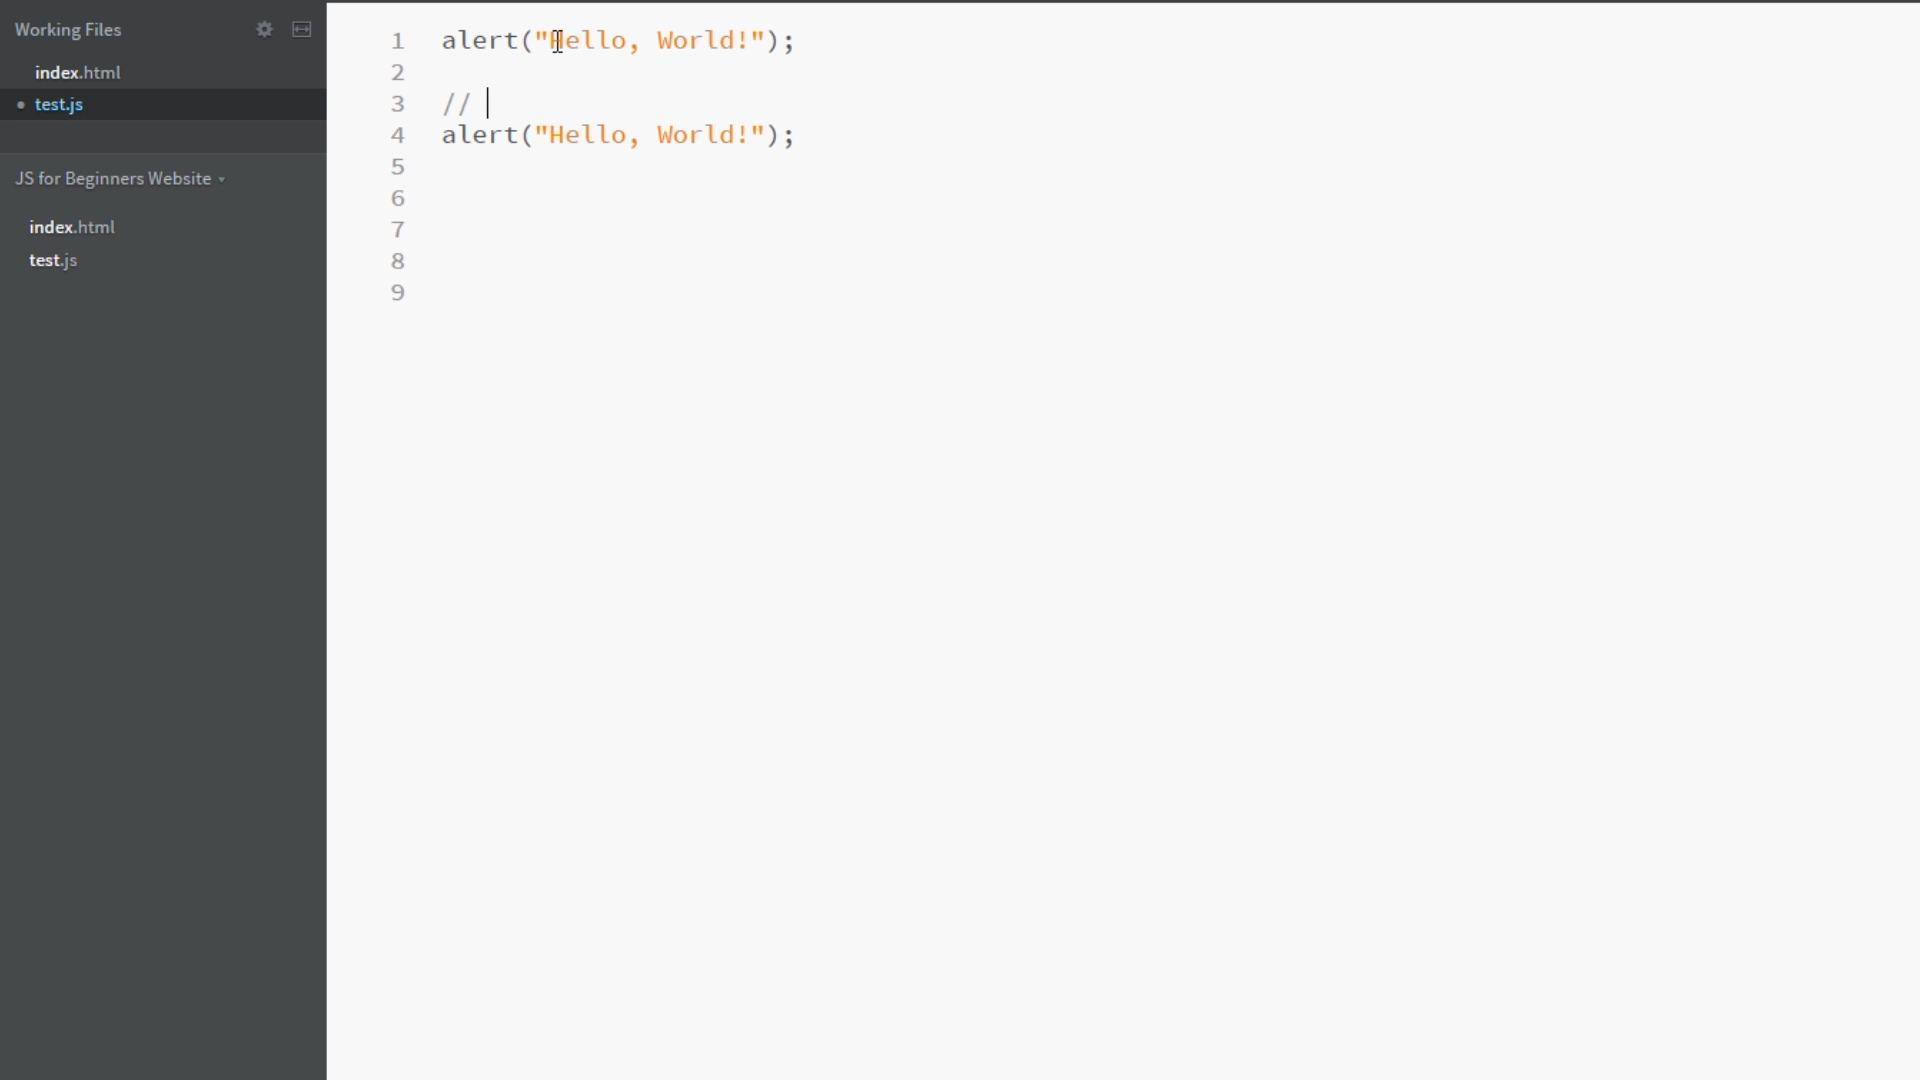 Working Files
index.html
test.js
JS for Beginners Website
index.html
test.js
1 alert("Hello, World!");
2
3 //
4 alert("Hello, World!");
5
6
7
8
9